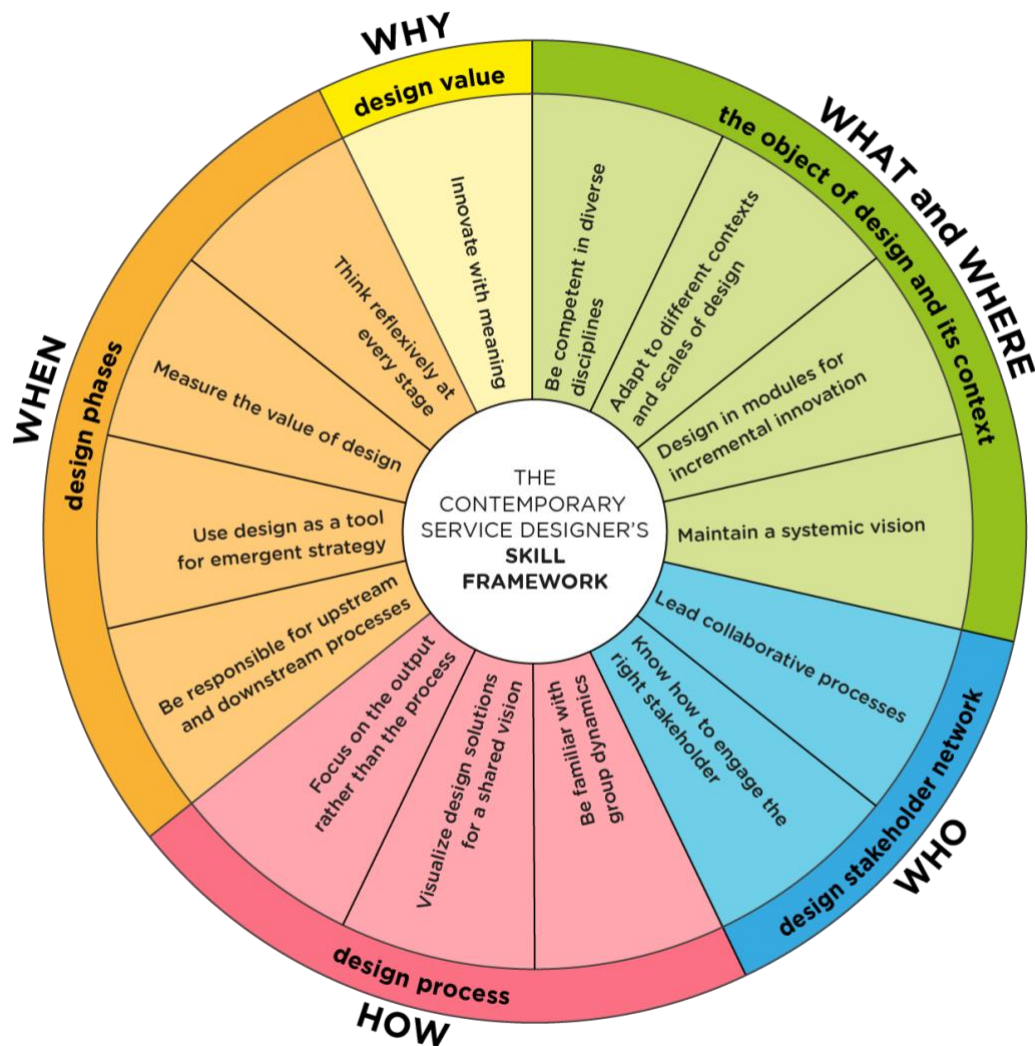 WHY
design value
Innovate with meaning
WHAT and WHERE
the object of design and its context
Be competent in diverse
disciplines
Adapt to different contexts
and scales of design
Design in modules for
incremental innovation
Maintain a systemic vision
WHO
design stakeholder network
Lead collaborative processes
Know how to engage the
right stakeholder
HOW
design process
Be familiar with
group dynamics
Visualize design solutions
for a shared vision
Focus on the output
rather than the process
WHEN
design phases
Be responsible for upstream
and downstream processes
Use design as a tool
for emergent strategy
Measure the value of design
Think reflexively at
every stage
THE
CONTEMPORARY
SERVICE DESIGNER'S
SKILL
FRAMEWORK